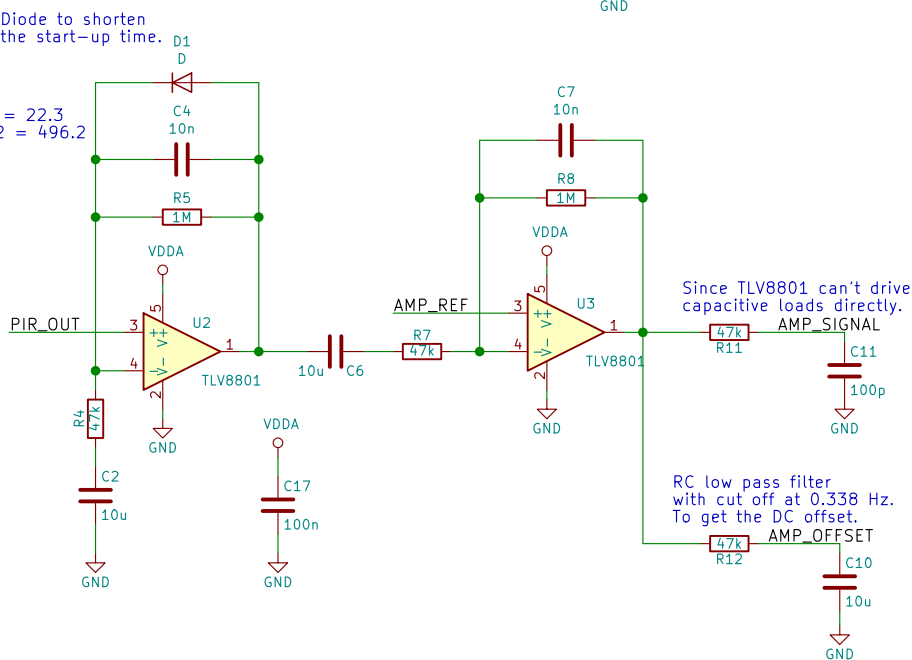 GND
Diode to shorten
the start-up time.
D1
D
= 22.3
2 = 496.2
C4
10n
C7
10n
R5
1M
R8
1M
VDDA
VDDA
PIR_OUT
3
4
5
2
1
U2
TLV8801
V+
V-
GND
R4
47k
C2
10u
GND
VDDA
C17
100n
GND
10u
C6
R7
47k
AMP_REF
3
4
5
2
1
U3
TLV8801
V+
V-
GND
Since TLV8801 can't drive
capacitive loads directly.
AMP_SIGNAL
47k
R11
C11
100p
GND
RC low pass filter
with cut off at 0.338 Hz.
To get the DC offset.
AMP_OFFSET
47k
R12
C10
10u
GND